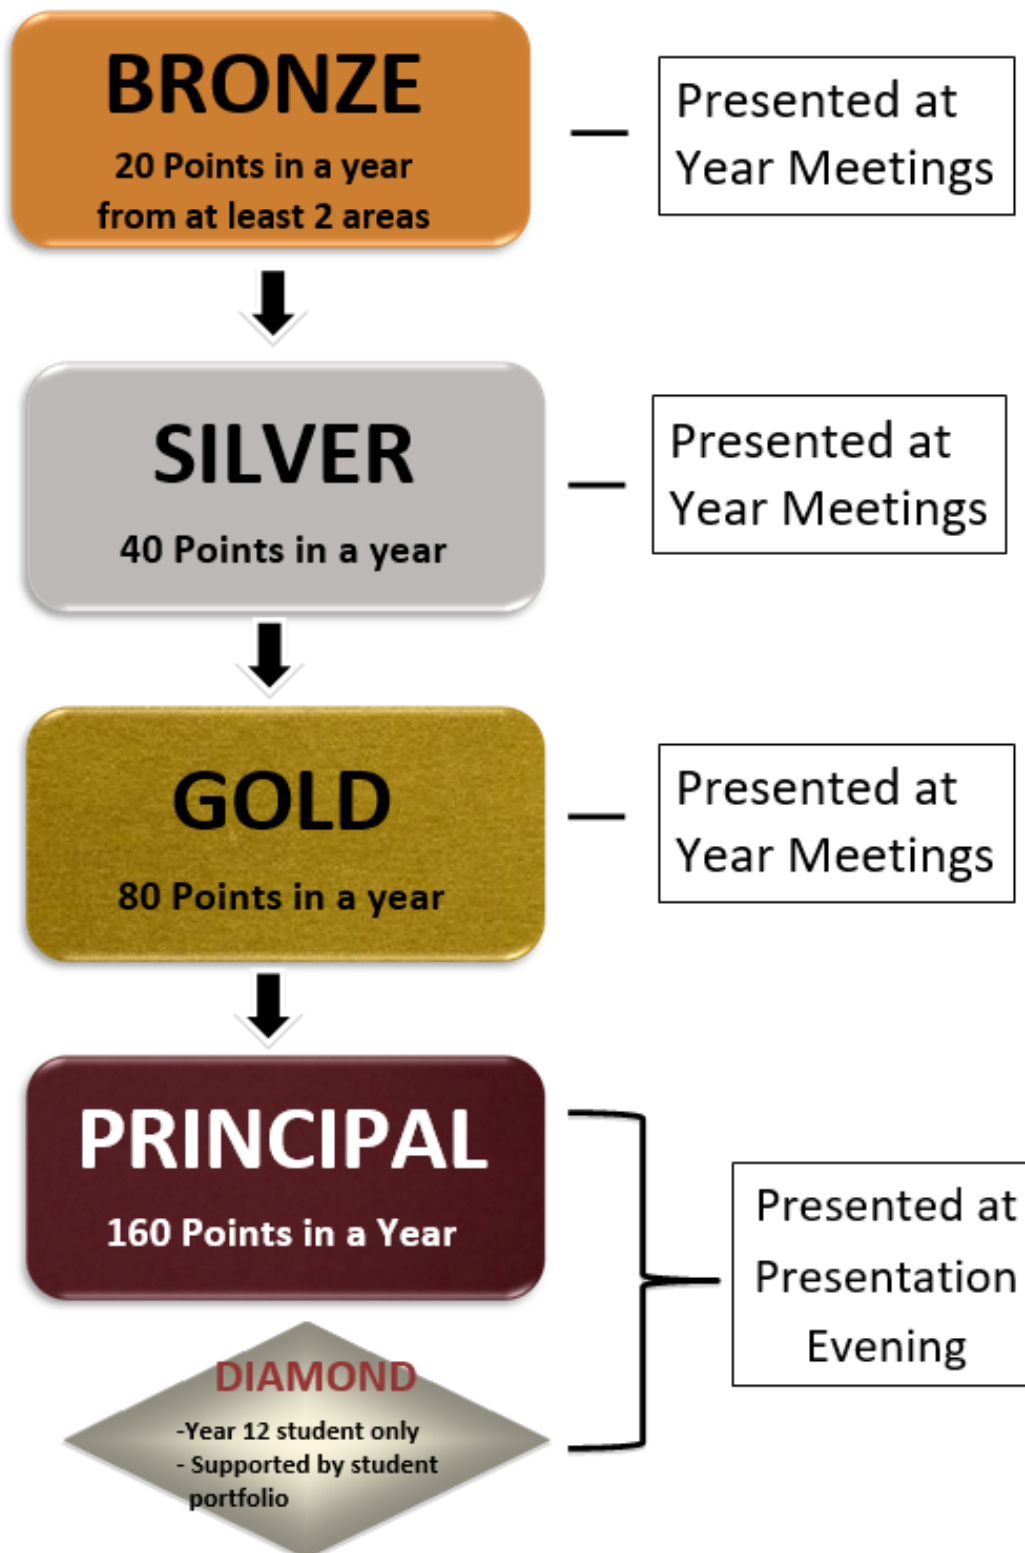 BRONZE
20 Points in a year
from at least 2 areas
Presented at
Year Meetings
SILVER
40 Points in a year
Presented at
Year Meetings
GOLD
80 Points in a year
Presented at
Year Meetings
PRINCIPAL
160 Points in a Year
Presented at
Presentation
Evening
DIAMOND
-Year 12 student only
- Supported by student
portfolio